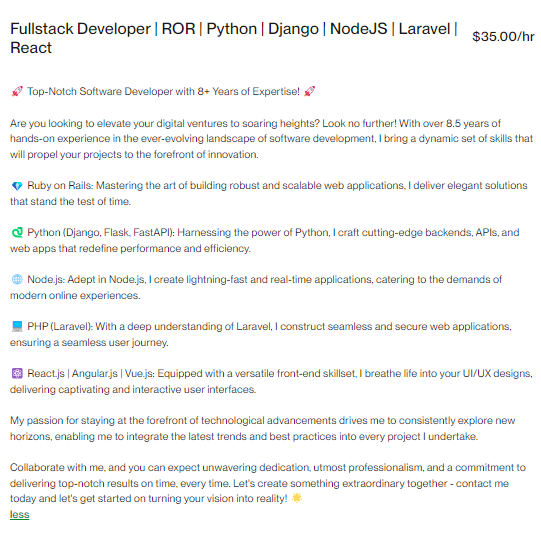 Fullstack Developer | ROR | Python | Django | NodeJS | Laravel |
React
$35.00/hr
🚀 Top-Notch Software Developer with 8+ Years of Expertise! 🚀
Are you looking to elevate your digital ventures to soaring heights? Look no further! With over 8.5 years of
hands-on experience in the ever-evolving landscape of software development, I bring a dynamic set of skills that
will propel your projects to the forefront of innovation.
💎 Ruby on Rails: Mastering the art of building robust and scalable web applications, I deliver elegant solutions
that stand the test of time.
🐍 Python (Django, Flask, FastAPI): Harnessing the power of Python, I craft cutting-edge backends, APIs, and
web apps that redefine performance and efficiency.
🌐 Node.js: Adept in Node.js, I create lightning-fast and real-time applications, catering to the demands of
modern online experiences.
💻 PHP (Laravel): With a deep understanding of Laravel, I construct seamless and secure web applications,
ensuring a seamless user journey.
⚛️ React.js | Angular.js | Vue.js: Equipped with a versatile front-end skillset, I breathe life into your UI/UX designs,
delivering captivating and interactive user interfaces.
My passion for staying at the forefront of technological advancements drives me to consistently explore new
horizons, enabling me to integrate the latest trends and best practices into every project I undertake.
Collaborate with me, and you can expect unwavering dedication, utmost professionalism, and a commitment to
delivering top-notch results on time, every time. Let's create something extraordinary together - contact me
today and let's get started on turning your vision into reality! 🌟
less